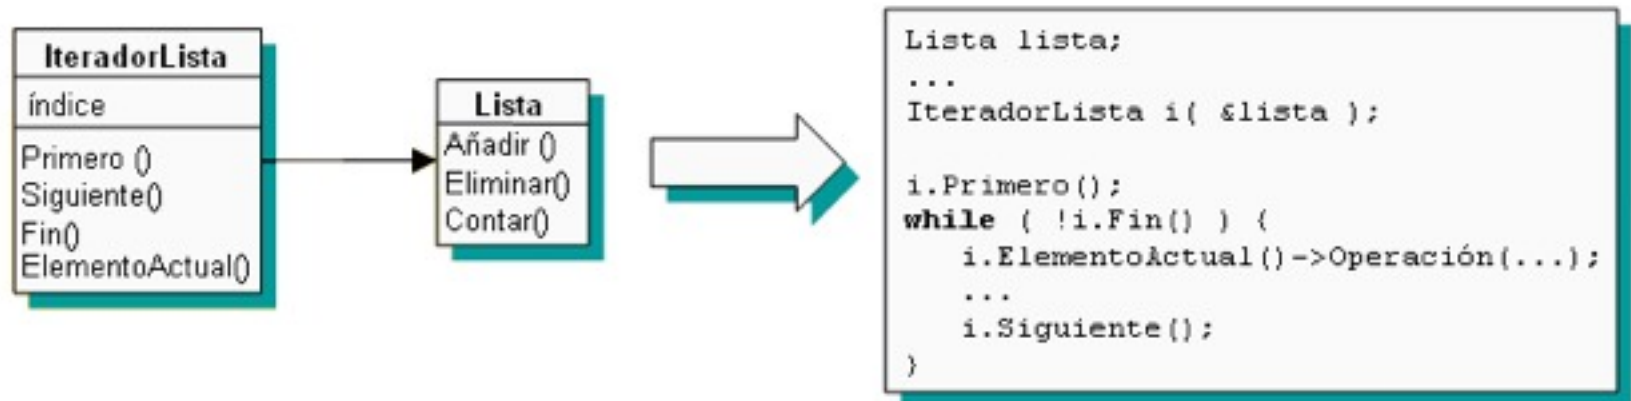 IteradorLista
índice
Primero ()
Siguiente()
Fin()
ElementoActual()
Lista
Añadir ()
Eliminar()
Contar()
Lista lista;
...
IteradorLista i( &lista );
i.Primero();
while ( !i.Fin() ) {
i.ElementoActual()->Operación(...);
...
i.Siguiente();
}